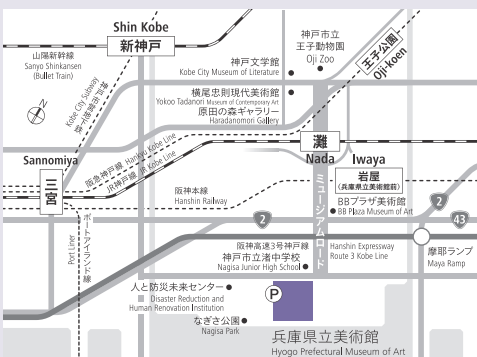 Shin Kobe
新神戸
山陽新幹線
Sanyo Shinkansen
(Bullet Train)
神戸市営地下鉄
Kobe City Subway
神戸文学館
Kobe City Museum of Literature
神戸市立
王子動物園
Oji Zoo
王子公園
Oji-koen
横尾忠則現代美術館
Yokoo Tadanori Museum of Contemporary Art
原田の森ギャラリー
Haradanomori Gallery
Sannomiya
三宮
阪急神戸線 Hankyu Kobe Line
JR神戸線 JR Kobe Line
灘
Nada
Iwaya
岩屋
(兵庫県立美術館前)
阪神本線
Hanshin Railway
ミュージアムロード
BBプラザ美術館
BB Plaza Museum of Art
2
2
43
Port Liner
ポートアイランド線
阪神高速3号神戸線
Hanshin Expressway
Route 3 Kobe Line
神戸市立渚中学校
Nagisa Junior High School
摩耶ランプ
Maya Ramp
人と防災未来センター
Disaster Reduction and
Human Renovation Institution
P
なぎさ公園
Nagisa Park
兵庫県立美術館
Hyogo Prefectural Museum of Art